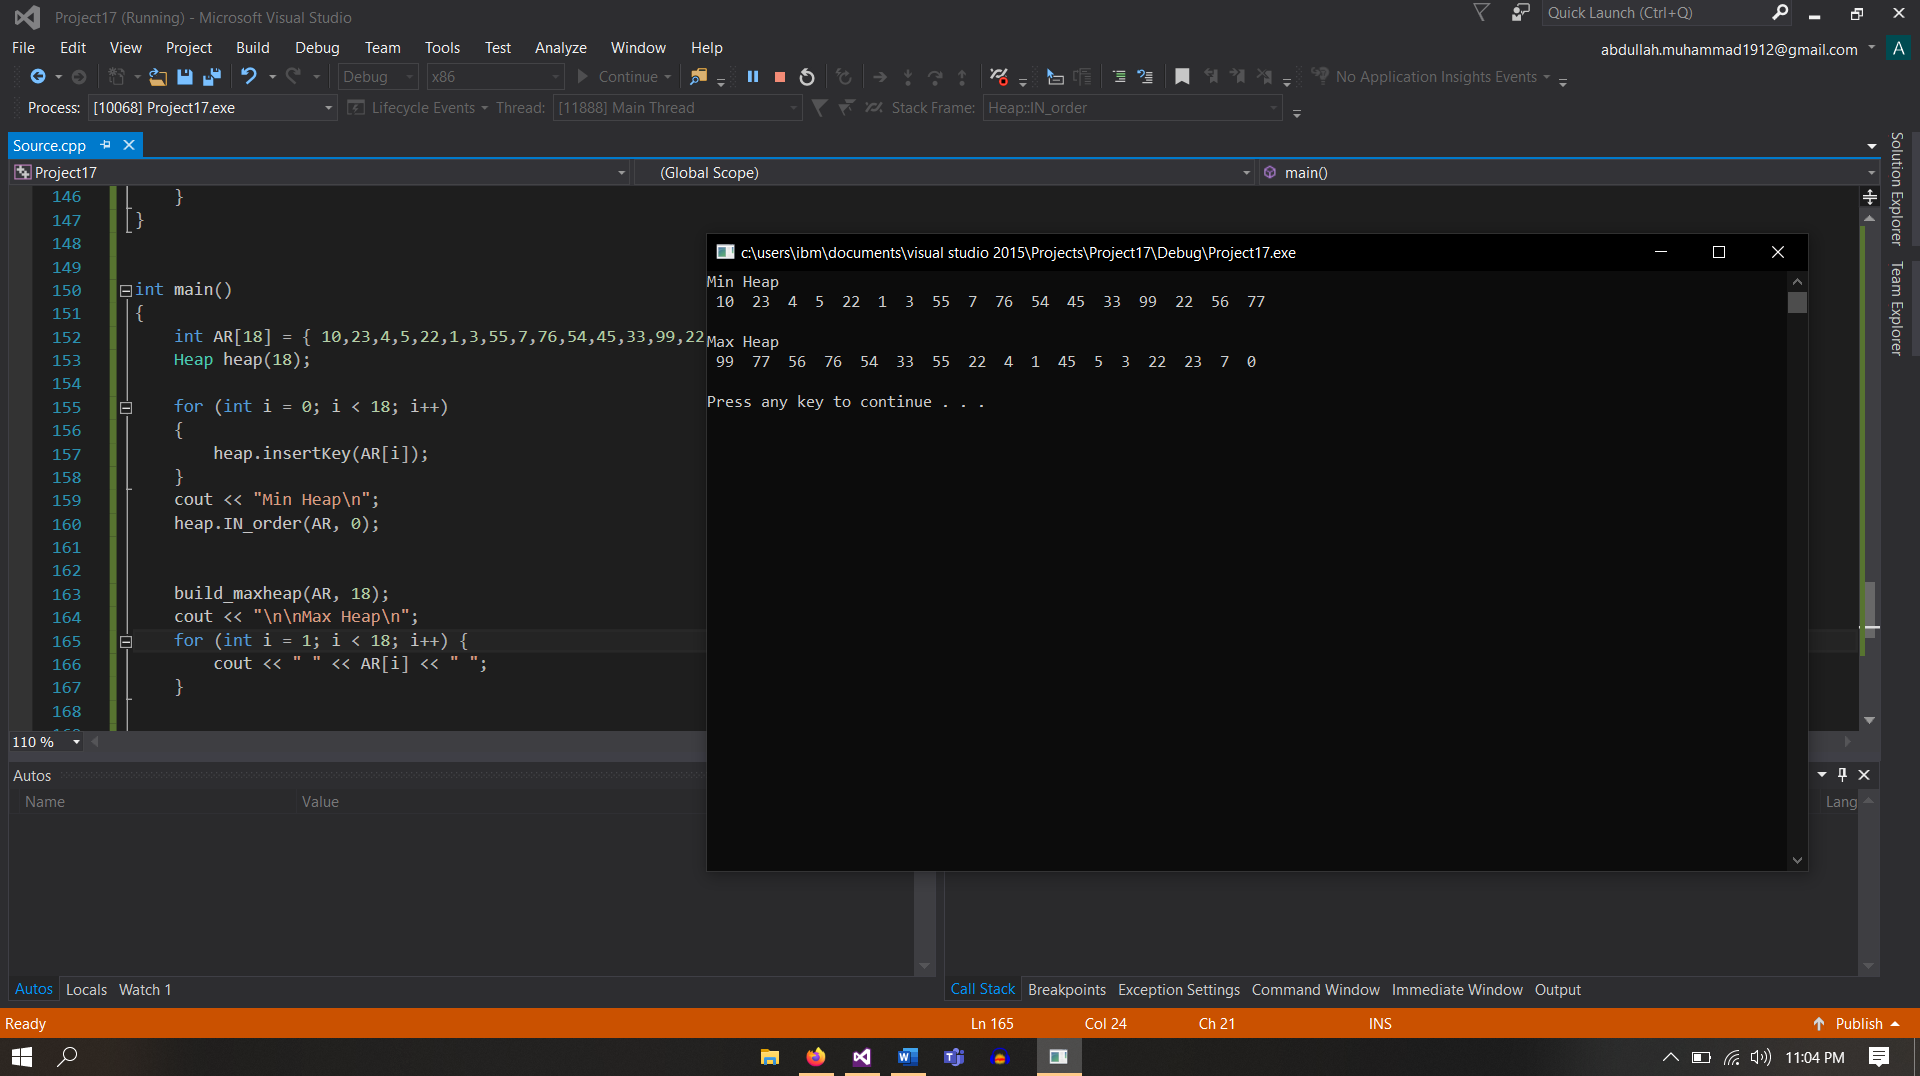 Project17 (Running) - Microsoft Visual Studio
Quick Launch (Ctrl+Q)
File Edit View Project Build Debug Team Tools Test Analyze Window Help
abdullah.muhammad1912@gmail.com A
Debug x86 Continue No Application Insights Events
Process: [10068] Project17.exe Lifecycle Events Thread: [11888] Main Thread Stack Frame: Heap::IN_order
Source.cpp
Project17 (Global Scope) main()
Solution Explorer
Team Explorer
146 }
147 }
148
149
150 int main()
151 {
152 int AR[18] = { 10,23,4,5,22,1,3,55,7,76,54,45,33,99,22
153 Heap heap(18);
154
155 for (int i = 0; i < 18; i++)
156 {
157 heap.insertKey(AR[i]);
158 }
159 cout << "Min Heap\n";
160 heap.IN_order(AR, 0);
161
162
163 build_maxheap(AR, 18);
164 cout << "\n\nMax Heap\n";
165 for (int i = 1; i < 18; i++) {
166 cout << " " << AR[i] << " ";
167 }
168
110 %
c:\users\ibm\documents\visual studio 2015\Projects\Project17\Debug\Project17.exe
Min Heap
10 23 4 5 22 1 3 55 7 76 54 45 33 99 22 56 77
Max Heap
99 77 56 76 54 33 55 22 4 1 45 5 3 22 23 7 0
Press any key to continue . . .
Autos
Name Value
Lang
Autos Locals Watch 1
Call Stack Breakpoints Exception Settings Command Window Immediate Window Output
Ready Ln 165 Col 24 Ch 21 INS Publish
11:04 PM